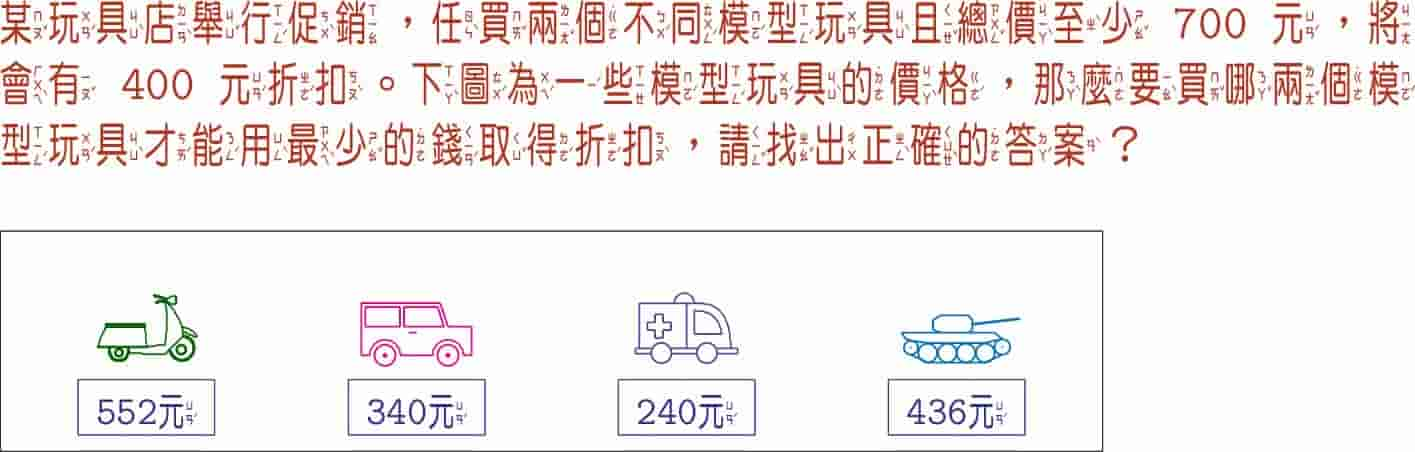 某玩具店舉行促銷，任買兩個不同模型玩具且總價至少 700 元，將
會有 400 元折扣。下圖為一些模型玩具的價格，那麼要買哪兩個模
型玩具才能用最少的錢取得折扣，請找出正確的答案？
552元 340元 240元 436元